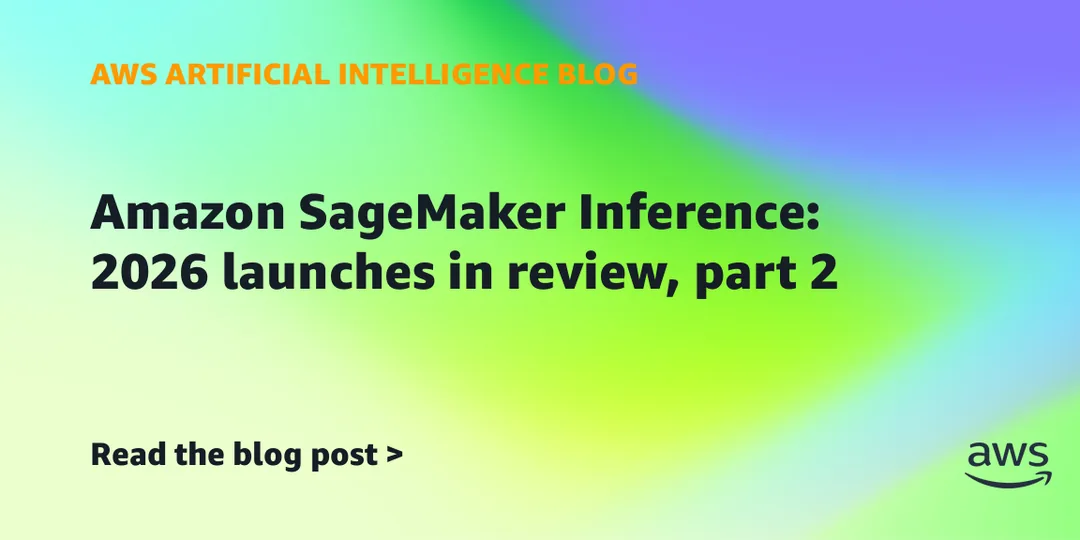 AWS ARTIFICIAL INTELLIGENCE BLOG
Amazon SageMaker Inference:
2026 launches in review, part 2
Read the blog post >
aws